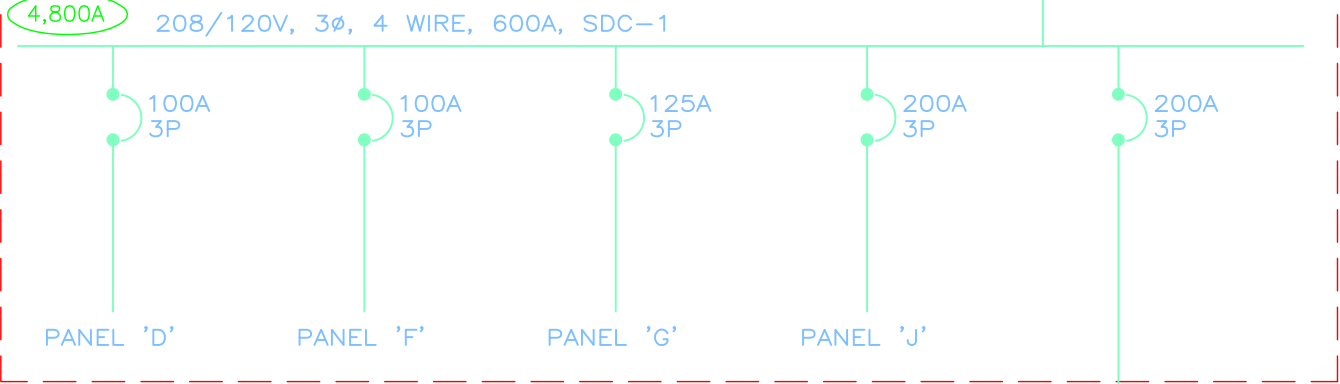 4,800A
208/120V, 3ø, 4 WIRE, 600A, SDC-1
100A
3P
100A
3P
125A
3P
200A
3P
200A
3P
PANEL 'D'
PANEL 'F'
PANEL 'G'
PANEL 'J'